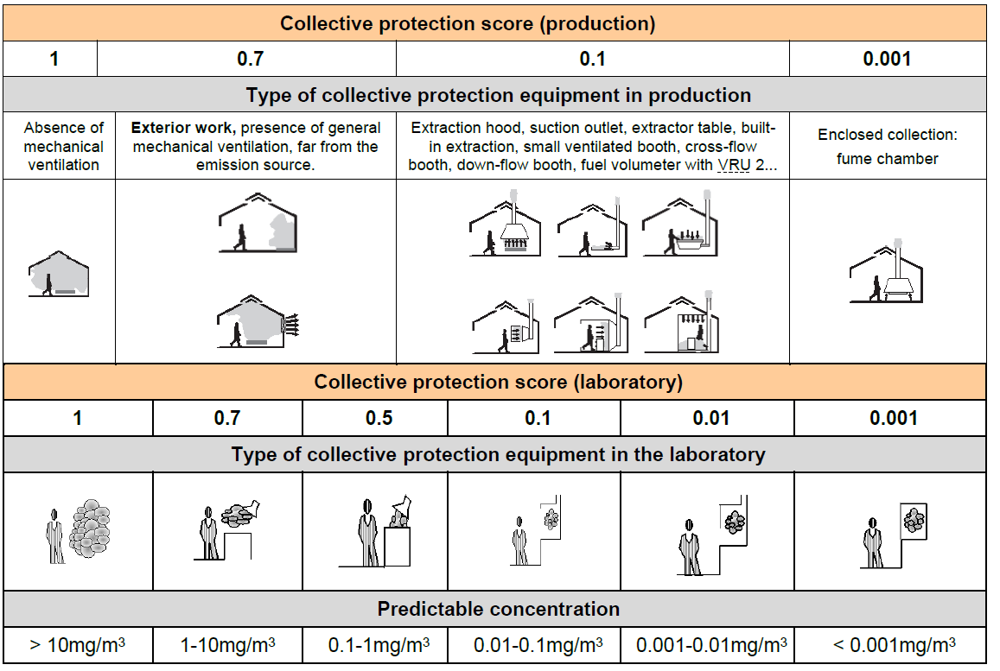 Collective protection score (production)
1 0.7 0.1 0.001
Type of collective protection equipment in production
Absence of
mechanical
ventilation
Exterior work, presence of general
mechanical ventilation, far from the
emission source.
Extraction hood, suction outlet, extractor table, built-
in extraction, small ventilated booth, cross-flow
booth, down-flow booth, fuel volumeter with VRU 2...
Enclosed collection:
fume chamber
Collective protection score (laboratory)
1 0.7 0.5 0.1 0.01 0.001
Type of collective protection equipment in the laboratory
Predictable concentration
> 10mg/m³ 1-10mg/m³ 0.1-1mg/m³ 0.01-0.1mg/m³ 0.001-0.01mg/m³ < 0.001mg/m³